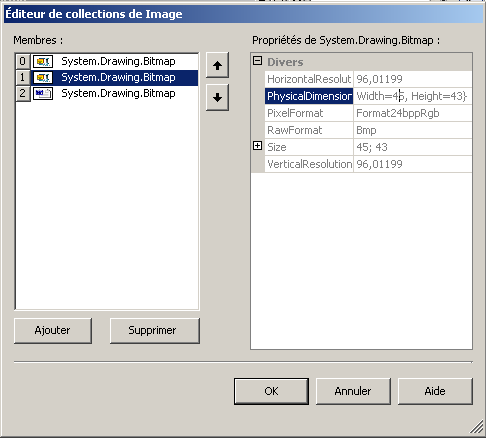 Éditeur de collections de Image
Membres :
0 System.Drawing.Bitmap
1 System.Drawing.Bitmap
2 System.Drawing.Bitmap
Ajouter
Supprimer
Propriétés de System.Drawing.Bitmap :
Divers
HorizontalResolut 96,01199
PhysicalDimension Width=45, Height=43}
PixelFormat Format24bppRgb
RawFormat Bmp
Size 45; 43
VerticalResolution 96,01199
OK
Annuler
Aide